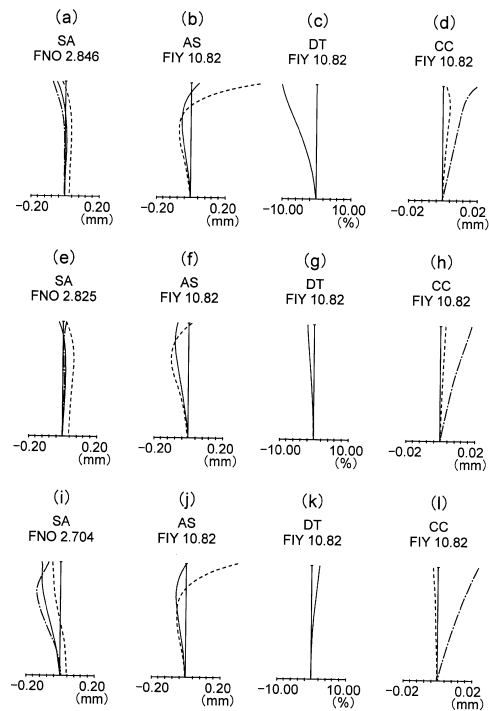 (a) (b) (c) (d)
SA AS DT CC
FNO 2.846 FIY 10.82 FIY 10.82 FIY 10.82
−0.20 0.20 −0.20 0.20 −10.00 10.00 −0.02 0.02
(mm) (mm) (%) (mm)
(e) (f) (g) (h)
SA AS DT CC
FNO 2.825 FIY 10.82 FIY 10.82 FIY 10.82
−0.20 0.20 −0.20 0.20 −10.00 10.00 −0.02 0.02
(mm) (mm) (%) (mm)
(i) (j) (k) (l)
SA AS DT CC
FNO 2.704 FIY 10.82 FIY 10.82 FIY 10.82
−0.20 0.20 −0.20 0.20 −10.00 10.00 −0.02 0.02
(mm) (mm) (%) (mm)